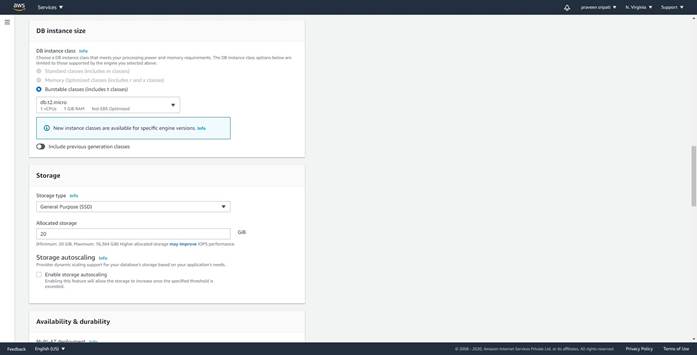 aws Services praveen sripati N. Virginia Support
DB instance size
DB instance class Info
Choose a DB instance class that meets your processing power and memory requirements. The DB instance class options below are
limited to those supported by the engine you selected above.
Standard classes (includes m classes)
Memory Optimized classes (includes r and x classes)
Burstable classes (includes t classes)
db.t2.micro
1 vCPUs 1 GiB RAM Not EBS Optimized
New instance classes are available for specific engine versions. Info
Include previous generation classes
Storage
Storage type Info
General Purpose (SSD)
Allocated storage
20 GiB
(Minimum: 20 GiB, Maximum: 16,384 GiB) Higher allocated storage may improve IOPS performance.
Storage autoscaling Info
Provides dynamic scaling support for your database's storage based on your application's needs.
Enable storage autoscaling
Enabling this feature will allow the storage to increase once the specified threshold is
exceeded.
Availability & durability
Multi-AZ deployment Info
Feedback English (US) © 2008 - 2020, Amazon Internet Services Private Ltd. or its affiliates. All rights reserved. Privacy Policy Terms of Use